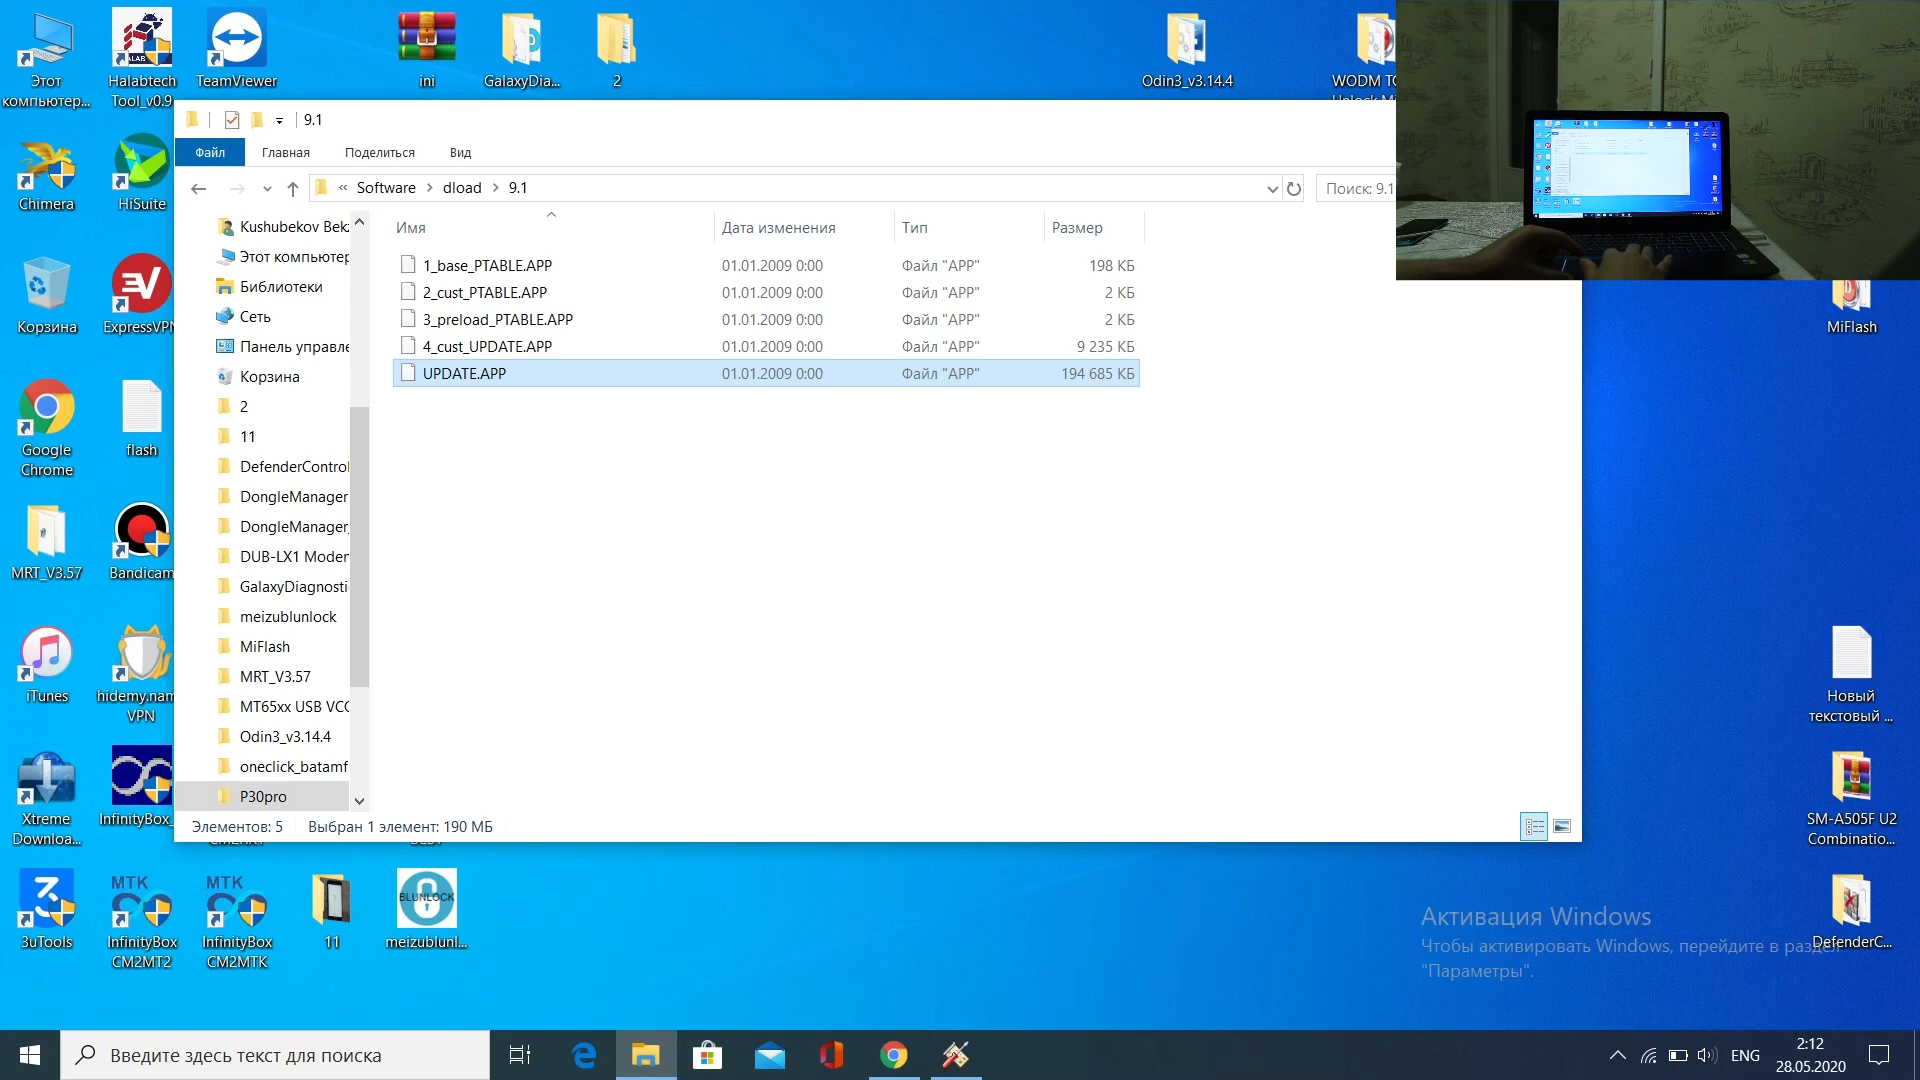 Этот
компьютер...
Halabtech
Tool_v0.9
TeamViewer
ini
GalaxyDia...
2
Odin3_v3.14.4
WODM TO
9.1
Файл
Главная
Поделиться
Вид
« Software > dload > 9.1
Поиск: 9.1
Имя
Дата изменения
Тип
Размер
1_base_PTABLE.APP 01.01.2009 0:00 Файл "APP" 198 КБ
2_cust_PTABLE.APP 01.01.2009 0:00 Файл "APP" 2 КБ
3_preload_PTABLE.APP 01.01.2009 0:00 Файл "APP" 2 КБ
4_cust_UPDATE.APP 01.01.2009 0:00 Файл "APP" 9 235 КБ
UPDATE.APP 01.01.2009 0:00 Файл "APP" 194 685 КБ
Kushubekov Bek
Этот компьютер
Библиотеки
Сеть
Панель управле
Корзина
2
11
DefenderControl
DongleManager
DongleManager_
DUB-LX1 Moder
GalaxyDiagnosti
meizublunlock
MiFlash
MRT_V3.57
MT65xx USB VCO
Odin3_v3.14.4
oneclick_batamf
P30pro
Элементов: 5
Выбран 1 элемент: 190 МБ
Chimera
HiSuite
Корзина
ExpressVPN
Google
Chrome
flash
MRT_V3.57
Bandicam
iTunes
hidemy.nam
VPN
Xtreme
Downloa...
InfinityBox_
3uTools
MTK
InfinityBox
CM2MT2
MTK
InfinityBox
CM2MTK
11
BLUNLOCK
meizublunl...
MiFlash
Новый
текстовый ...
SM-A505F U2
Combinatio...
DefenderC...
Активация Windows
Чтобы активировать Windows, перейдите в раздел
"Параметры".
Введите здесь текст для поиска
ENG
2:12
28.05.2020